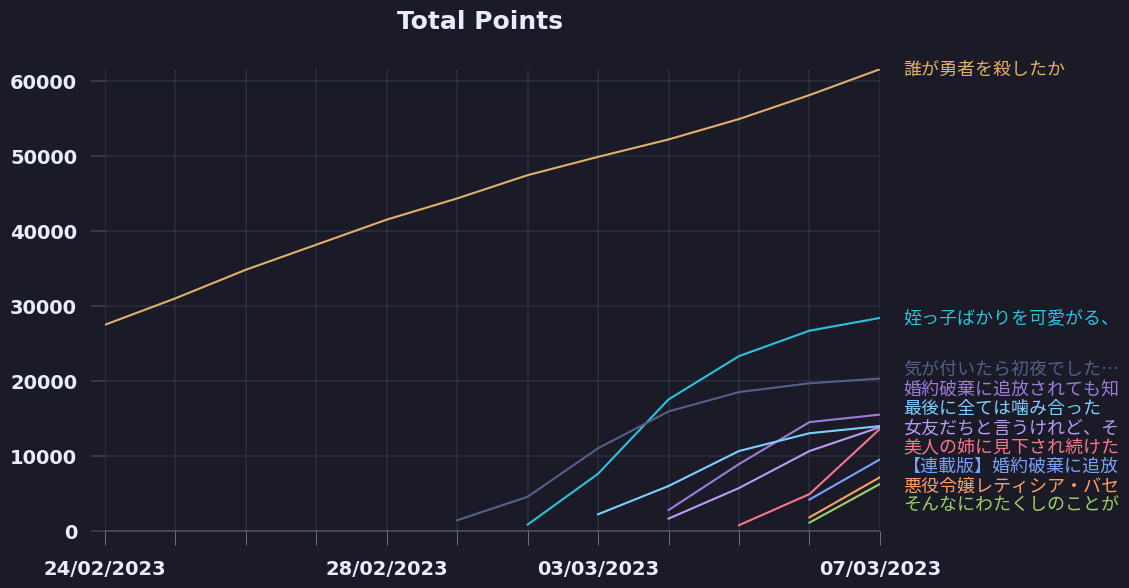 Total Points
60000
50000
40000
30000
20000
10000
0
24/02/2023
28/02/2023
03/03/2023
07/03/2023
誰が勇者を殺したか
姪っ子ばかりを可愛がる、
気が付いたら初夜でした…
婚約破棄に追放されても知
最後に全ては噛み合った
女友だちと言うけれど、そ
美人の姉に見下され続けた
【連載版】婚約破棄に追放
悪役令嬢レティシア・バセ
そんなにわたくしのことが